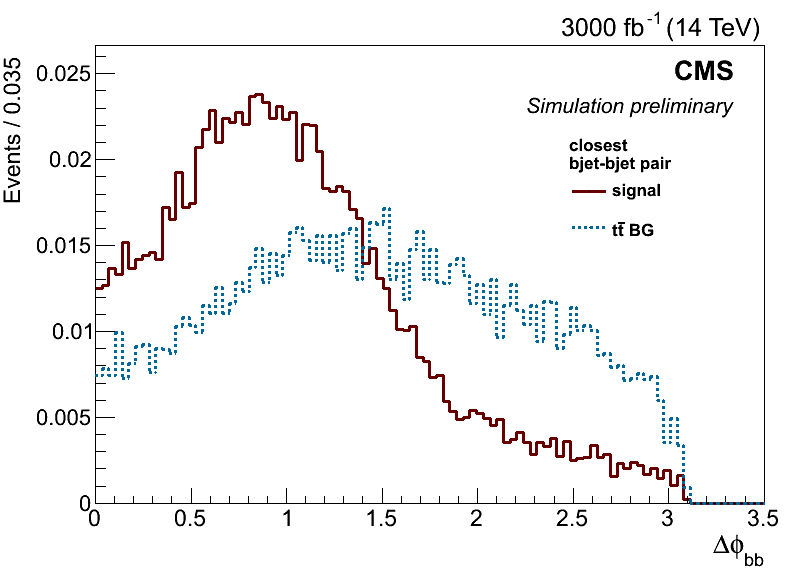 3000 fb⁻¹ (14 TeV)
CMS
Simulation preliminary
closest
bjet-bjet pair
signal
tt̄ BG
Events / 0.035
0.025
0.02
0.015
0.01
0.005
0
0 0.5 1 1.5 2 2.5 3 3.5
Δϕ_bb